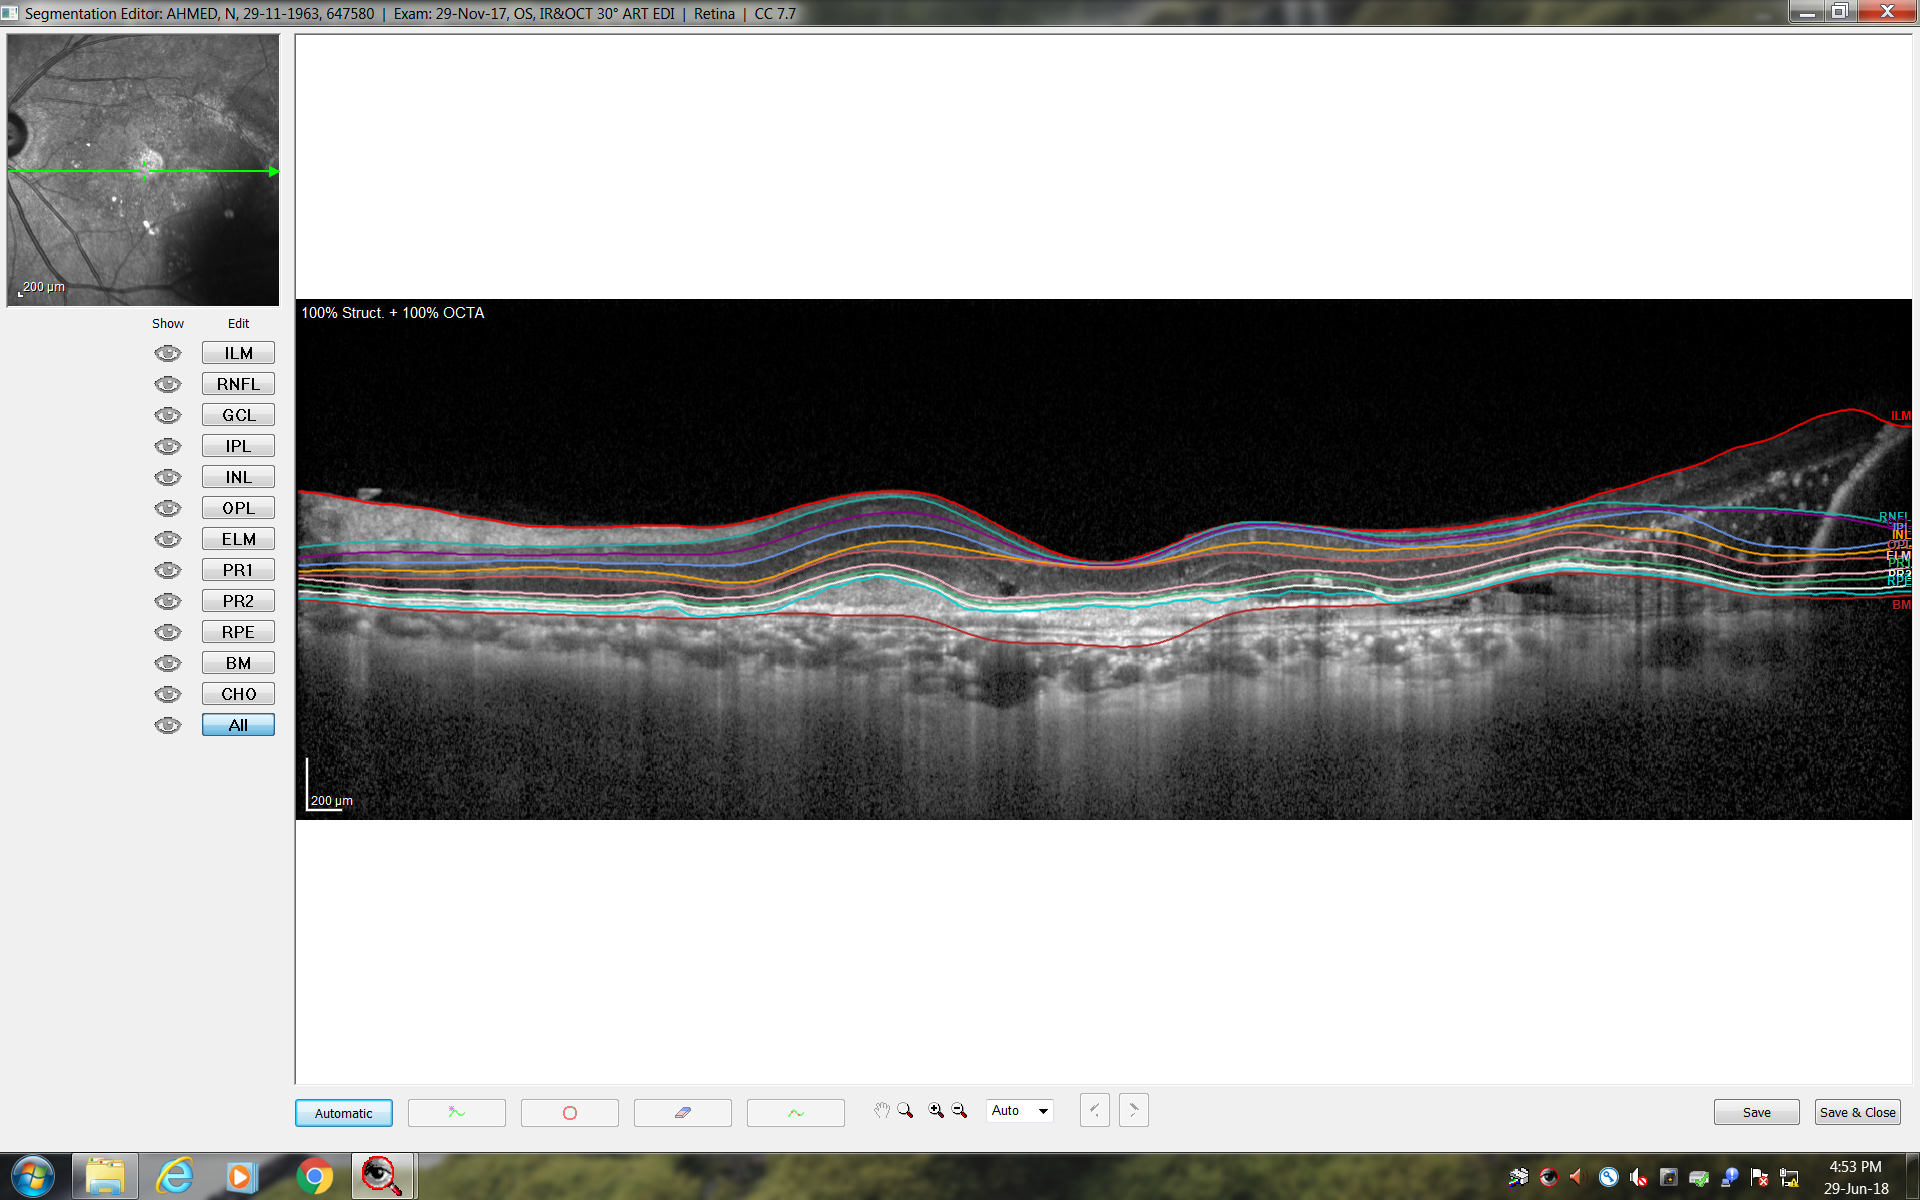 Segmentation Editor: AHMED, N, 29-11-1963, 647580 | Exam: 29-Nov-17, OS, IR&OCT 30° ART EDI | Retina | CC 7.7
200 µm
Show Edit
ILM
RNFL
GCL
IPL
INL
OPL
ELM
PR1
PR2
RPE
BM
CHO
All
100% Struct. + 100% OCTA
ILM
RNFL
IPL
INL
OPL
ELM
PR1
PR2
RPE
BM
200 µm
Automatic
Auto
Save
Save & Close
4:53 PM
29-Jun-18